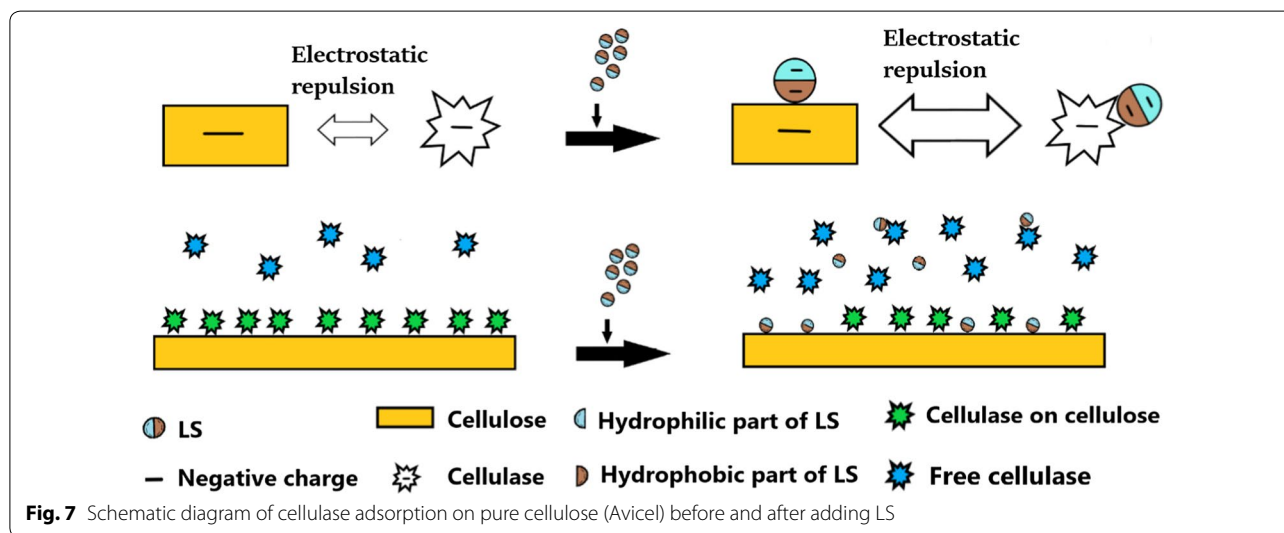 Electrostatic
repulsion
Electrostatic
repulsion
LS
Cellulose
Hydrophilic part of LS
Cellulase on cellulose
Negative charge
Cellulase
Hydrophobic part of LS
Free cellulase
Fig. 7 Schematic diagram of cellulase adsorption on pure cellulose (Avicel) before and after adding LS